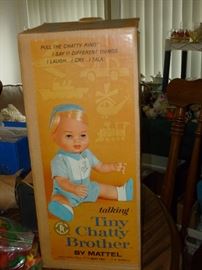 PULL THE CHATTY RING!
I SAY 11 DIFFERENT THINGS
I LAUGH...I CRY...I TALK
talking
Tiny
Chatty
Brother
BY MATTEL